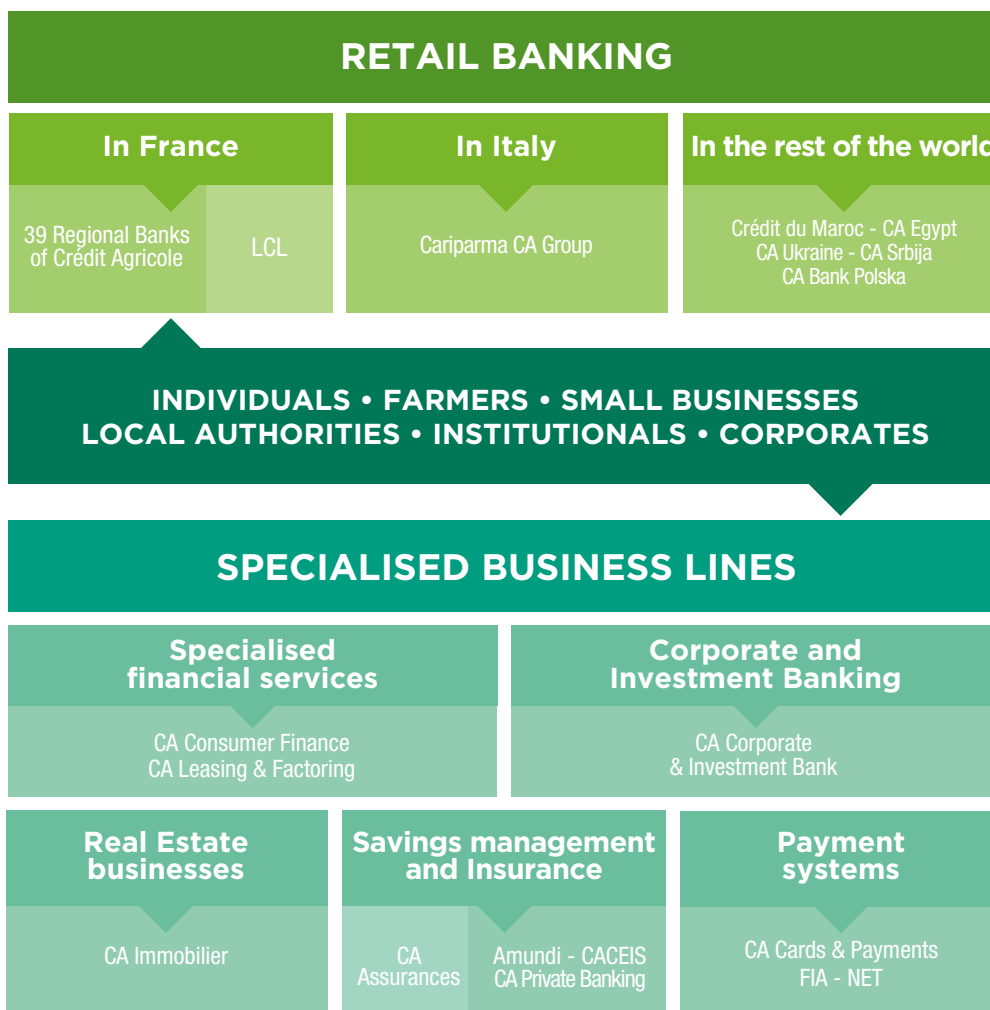 RETAIL BANKING
In France
39 Regional Banks
of Crédit Agricole
LCL
In Italy
Cariparma CA Group
In the rest of the world
Crédit du Maroc - CA Egypt
CA Ukraine - CA Srbija
CA Bank Polska
INDIVIDUALS • FARMERS • SMALL BUSINESSES
LOCAL AUTHORITIES • INSTITUTIONALS • CORPORATES
SPECIALISED BUSINESS LINES
Specialised
financial services
CA Consumer Finance
CA Leasing & Factoring
Corporate and
Investment Banking
CA Corporate
& Investment Bank
Real Estate
businesses
CA Immobilier
Savings management
and Insurance
CA
Assurances
Amundi - CACEIS
CA Private Banking
Payment
systems
CA Cards & Payments
FIA - NET